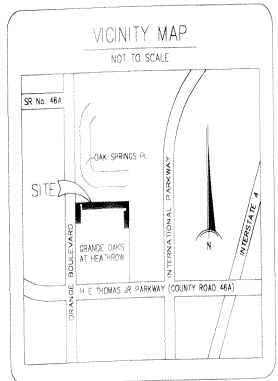 VICINITY MAP
NOT TO SCALE
SR No. 46A
OAK SPRINGS PL.
SITE
GRANDE OAKS
AT HEATHROW
ORANGE BOULEVARD
INTERNATIONAL PARKWAY
N
INTERSTATE 4
H E THOMAS JR PARKWAY (COUNTY ROAD 46A)